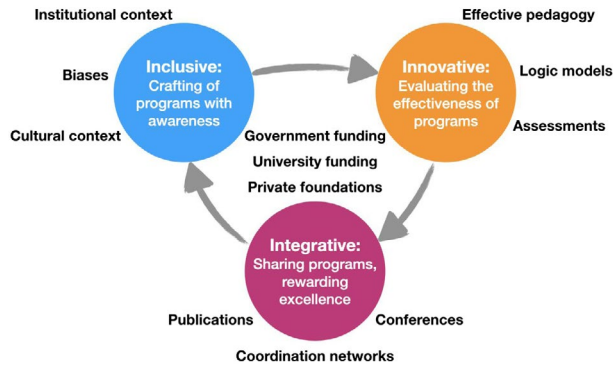 Institutional context
Biases
Cultural context
Inclusive:
Crafting of
programs with
awareness
Effective pedagogy
Logic models
Assessments
Innovative:
Evaluating the
effectiveness of
programs
Government funding
University funding
Private foundations
Integrative:
Sharing programs,
rewarding
excellence
Publications
Conferences
Coordination networks